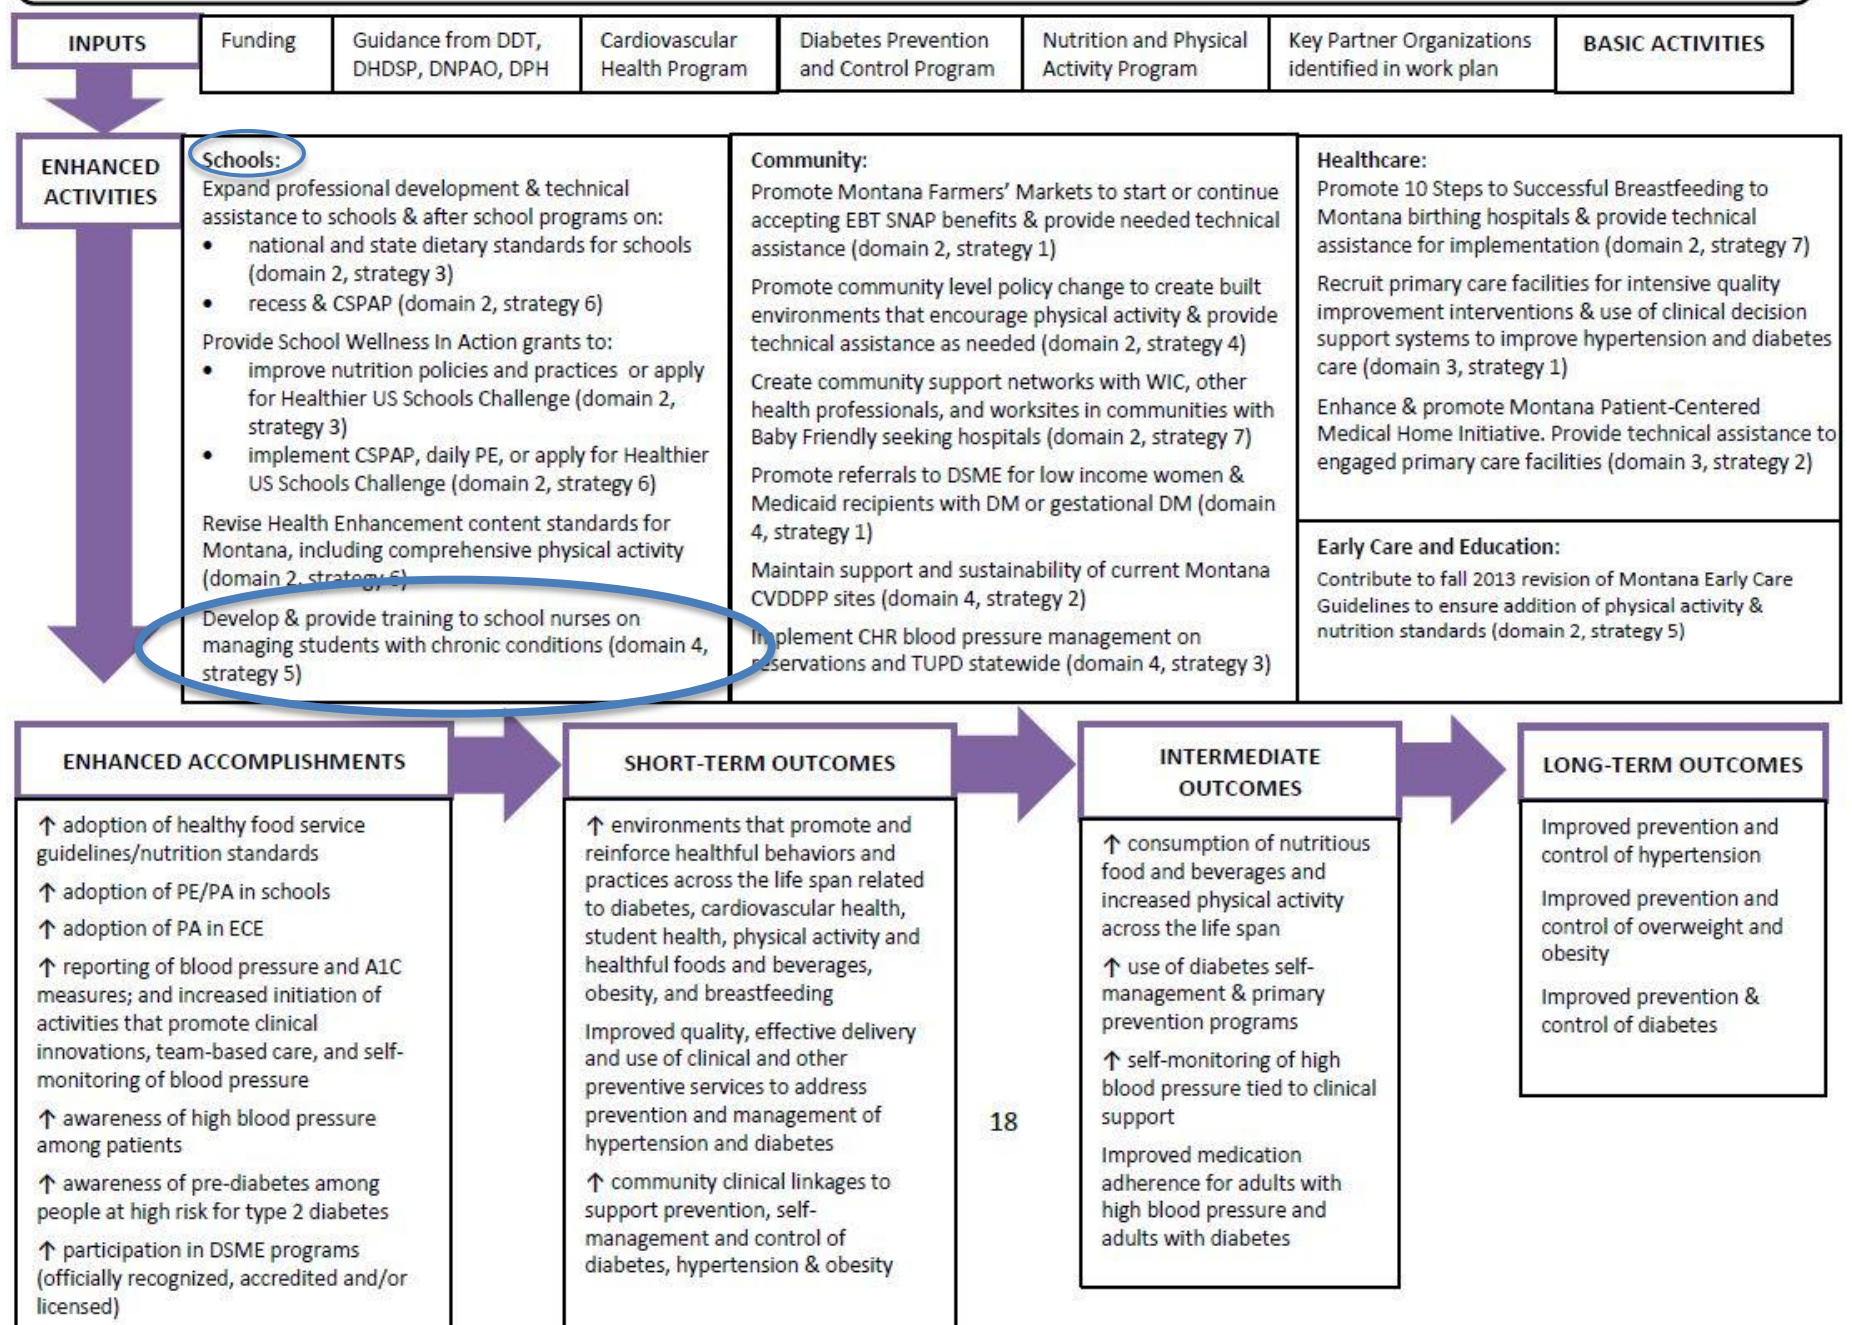 INPUTS
Funding
Guidance from DDT,
DHDSP, DNPAO, DPH
Cardiovascular
Health Program
Diabetes Prevention
and Control Program
Nutrition and Physical
Activity Program
Key Partner Organizations
identified in work plan
BASIC ACTIVITIES
ENHANCED
ACTIVITIES
Schools:
Expand professional development & technical
assistance to schools & after school programs on:
• national and state dietary standards for schools
(domain 2, strategy 3)
• recess & CSPAP (domain 2, strategy 6)
Provide School Wellness In Action grants to:
• improve nutrition policies and practices or apply
for Healthier US Schools Challenge (domain 2,
strategy 3)
• implement CSPAP, daily PE, or apply for Healthier
US Schools Challenge (domain 2, strategy 6)
Revise Health Enhancement content standards for
Montana, including comprehensive physical activity
(domain 2, strategy 6)
Develop & provide training to school nurses on
managing students with chronic conditions (domain 4,
strategy 5)
Community:
Promote Montana Farmers' Markets to start or continue
accepting EBT SNAP benefits & provide needed technical
assistance (domain 2, strategy 1)
Promote community level policy change to create built
environments that encourage physical activity & provide
technical assistance as needed (domain 2, strategy 4)
Create community support networks with WIC, other
health professionals, and worksites in communities with
Baby Friendly seeking hospitals (domain 2, strategy 7)
Promote referrals to DSME for low income women &
Medicaid recipients with DM or gestational DM (domain
4, strategy 1)
Maintain support and sustainability of current Montana
CVDDPP sites (domain 4, strategy 2)
Implement CHR blood pressure management on
reservations and TUPD statewide (domain 4, strategy 3)
Healthcare:
Promote 10 Steps to Successful Breastfeeding to
Montana birthing hospitals & provide technical
assistance for implementation (domain 2, strategy 7)
Recruit primary care facilities for intensive quality
improvement interventions & use of clinical decision
support systems to improve hypertension and diabetes
care (domain 3, strategy 1)
Enhance & promote Montana Patient-Centered
Medical Home Initiative. Provide technical assistance to
engaged primary care facilities (domain 3, strategy 2)
Early Care and Education:
Contribute to fall 2013 revision of Montana Early Care
Guidelines to ensure addition of physical activity &
nutrition standards (domain 2, strategy 5)
ENHANCED ACCOMPLISHMENTS
↑ adoption of healthy food service
guidelines/nutrition standards
↑ adoption of PE/PA in schools
↑ adoption of PA in ECE
↑ reporting of blood pressure and A1C
measures; and increased initiation of
activities that promote clinical
innovations, team-based care, and self-
monitoring of blood pressure
↑ awareness of high blood pressure
among patients
↑ awareness of pre-diabetes among
people at high risk for type 2 diabetes
↑ participation in DSME programs
(officially recognized, accredited and/or
licensed)
SHORT-TERM OUTCOMES
↑ environments that promote and
reinforce healthful behaviors and
practices across the life span related
to diabetes, cardiovascular health,
student health, physical activity and
healthful foods and beverages,
obesity, and breastfeeding
Improved quality, effective delivery
and use of clinical and other
preventive services to address
prevention and management of
hypertension and diabetes
↑ community clinical linkages to
support prevention, self-
management and control of
diabetes, hypertension & obesity
18
INTERMEDIATE
OUTCOMES
↑ consumption of nutritious
food and beverages and
increased physical activity
across the life span
↑ use of diabetes self-
management & primary
prevention programs
↑ self-monitoring of high
blood pressure tied to clinical
support
Improved medication
adherence for adults with
high blood pressure and
adults with diabetes
LONG-TERM OUTCOMES
Improved prevention and
control of hypertension
Improved prevention and
control of overweight and
obesity
Improved prevention &
control of diabetes